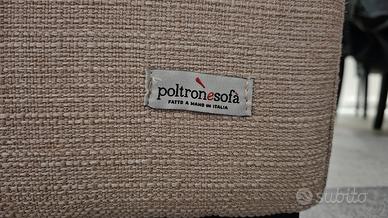 poltronesofà
FATTO A MANO IN ITALIA
subito